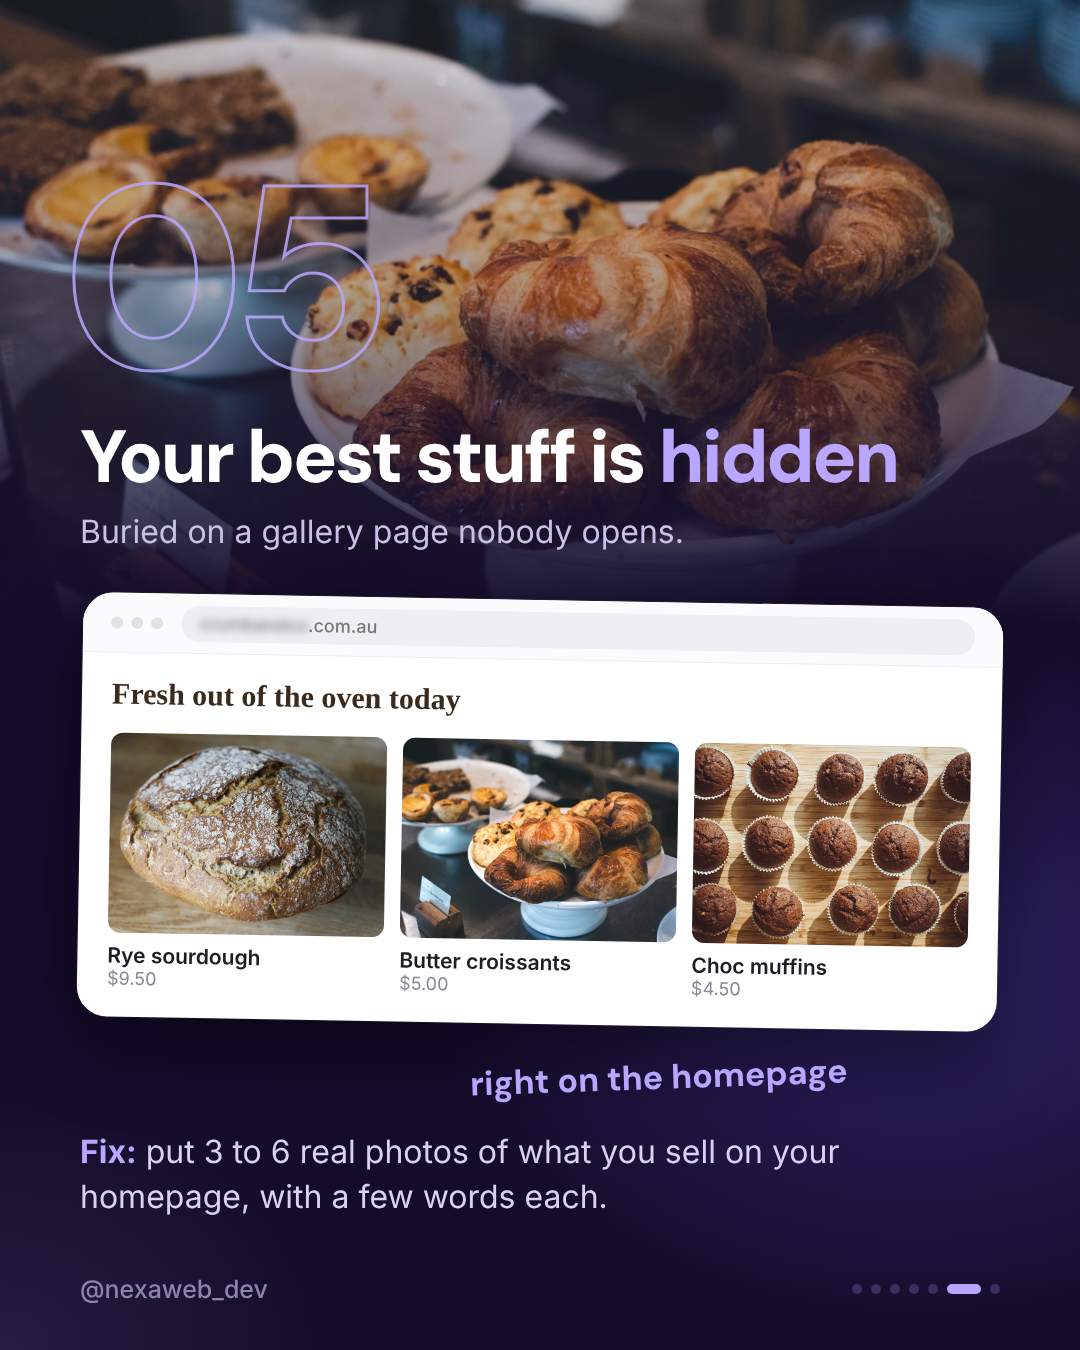 05
Your best stuff is hidden
Buried on a gallery page nobody opens.
.com.au
Fresh out of the oven today
Rye sourdough
$9.50
Butter croissants
$5.00
Choc muffins
$4.50
right on the homepage
Fix: put 3 to 6 real photos of what you sell on your
homepage, with a few words each.
@nexaweb_dev